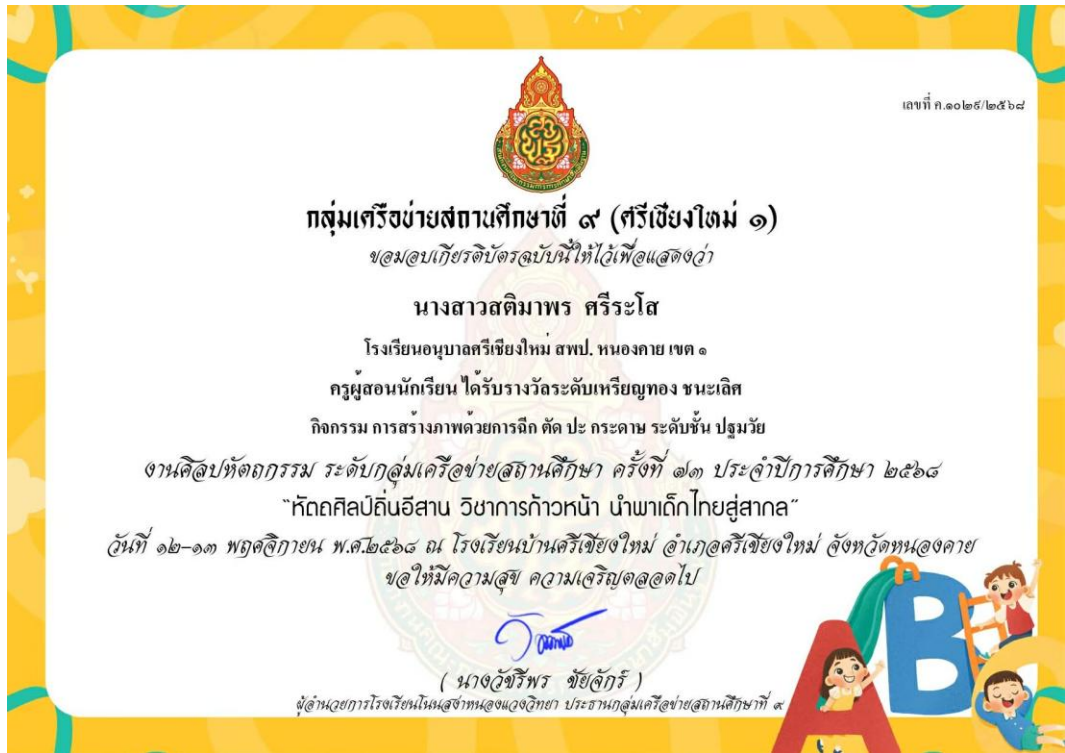 เลขที่ ค.๑๐๒๙/๒๕๖๘
กลุ่มเครือข่ายสถานศึกษาที่ ๙ (ศรีเชียงใหม่ ๑)
ขอมอบเกียรติบัตรฉบับนี้ให้ไว้เพื่อแสดงว่า
นางสาวสติมาพร ศรีระโส
โรงเรียนอนุบาลศรีเชียงใหม่ สพป. หนองคาย เขต ๑
ครูผู้สอนนักเรียน ได้รับรางวัลระดับเหรียญทอง ชนะเลิศ
กิจกรรม การสร้างภาพด้วยการฉีก ตัด ปะ กระดาษ ระดับชั้น ปฐมวัย
งานศิลปหัตถกรรม ระดับกลุ่มเครือข่ายสถานศึกษา ครั้งที่ ๗๓ ประจำปีการศึกษา ๒๕๖๘
"หัตถศิลป์ถิ่นอีสาน วิชาการก้าวหน้า นำพาเด็กไทยสู่สากล"
วันที่ ๑๒-๑๓ พฤศจิกายน พ.ศ.๒๕๖๘ ณ โรงเรียนบ้านศรีเชียงใหม่ อำเภอศรีเชียงใหม่ จังหวัดหนองคาย
ขอให้มีความสุข ความเจริญตลอดไป
( นางวัชรีพร ชัยจักร์ )
ผู้อำนวยการโรงเรียนโนนสง่าหนองแวงวิทยา ประธานกลุ่มเครือข่ายสถานศึกษาที่ ๙
A B C